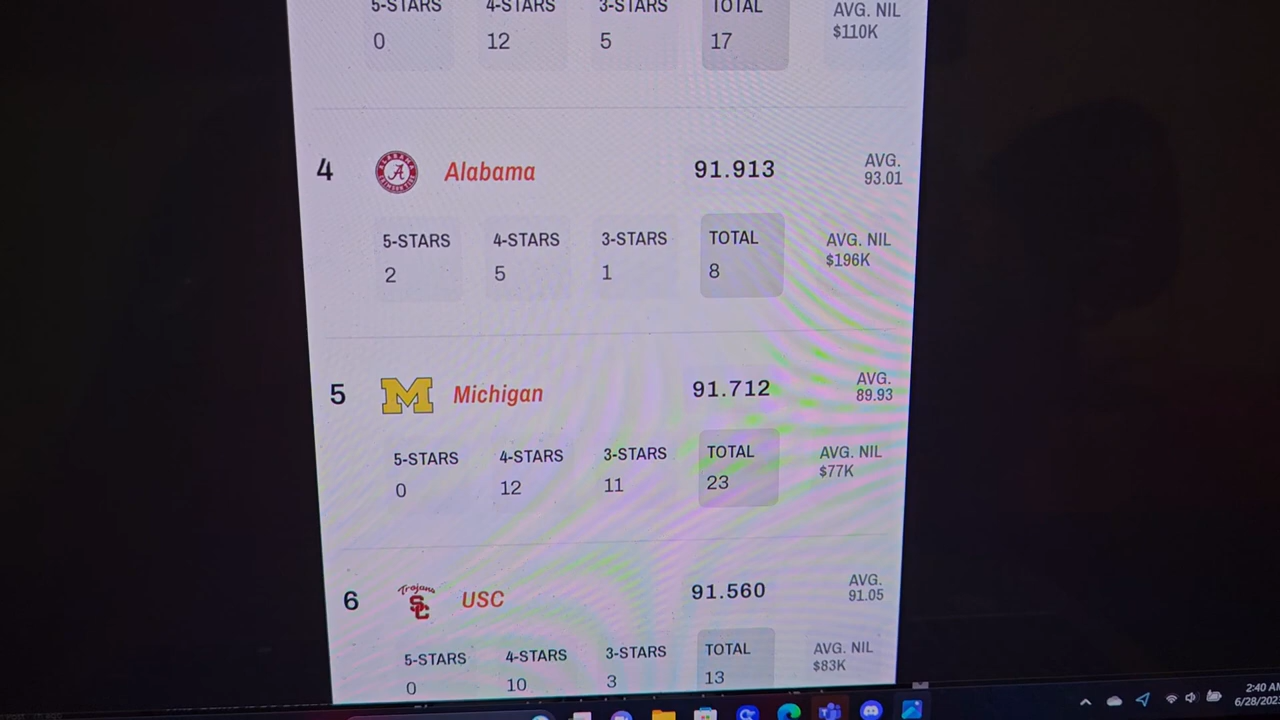 5-STARS 4-STARS 3-STARS TOTAL AVG. NIL
0 12 5 17 $110K
4 Alabama 91.913 AVG. 93.01
5-STARS 4-STARS 3-STARS TOTAL AVG. NIL
2 5 1 8 $196K
5 M Michigan 91.712 AVG. 89.93
5-STARS 4-STARS 3-STARS TOTAL AVG. NIL
0 12 11 23 $77K
6 Trojans SC USC 91.560 AVG. 91.05
5-STARS 4-STARS 3-STARS TOTAL AVG. NIL
0 10 3 13 $83K
2:40 AM